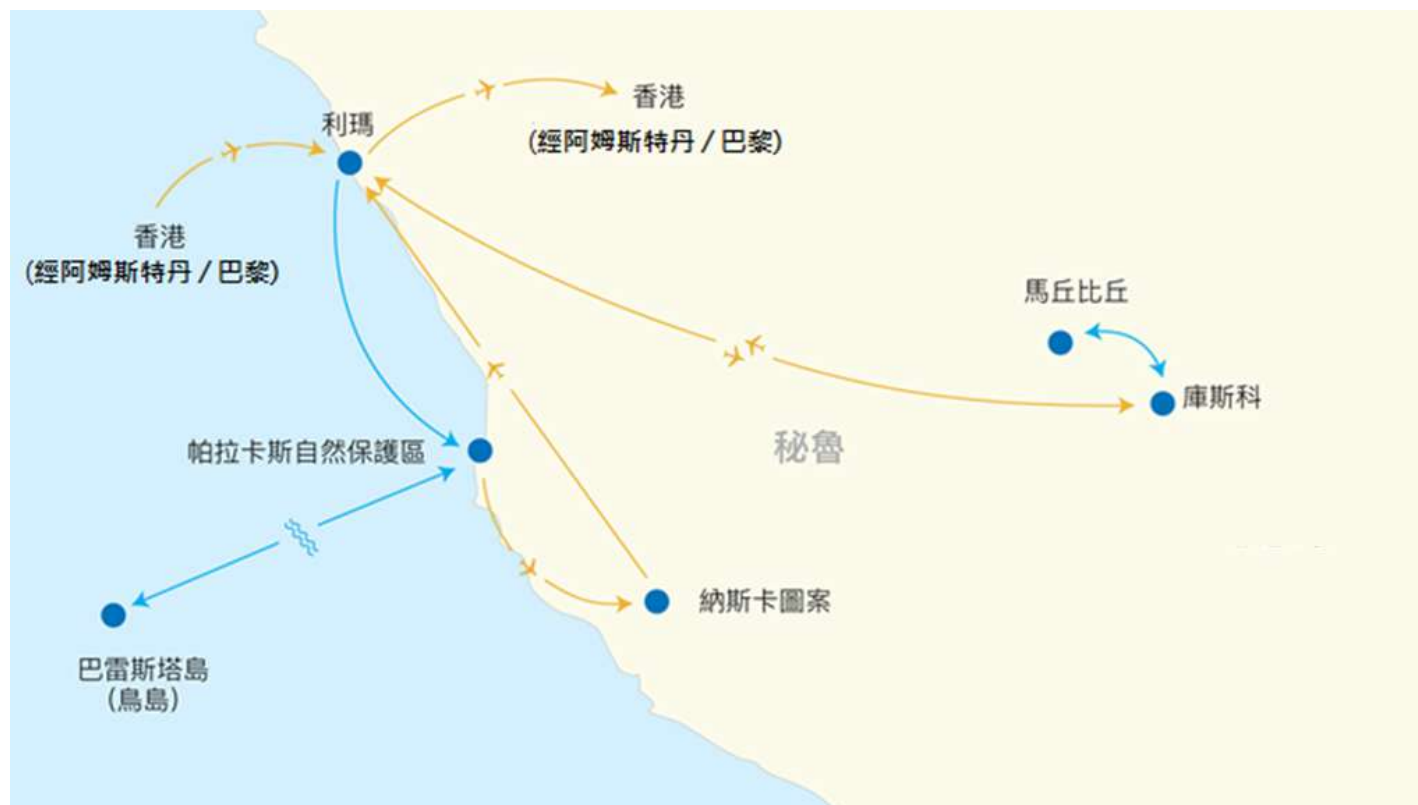 香港
(經阿姆斯特丹 / 巴黎)
利瑪
香港
(經阿姆斯特丹 / 巴黎)
馬丘比丘
庫斯科
秘魯
帕拉卡斯自然保護區
納斯卡圖案
巴雷斯塔島
(鳥島)